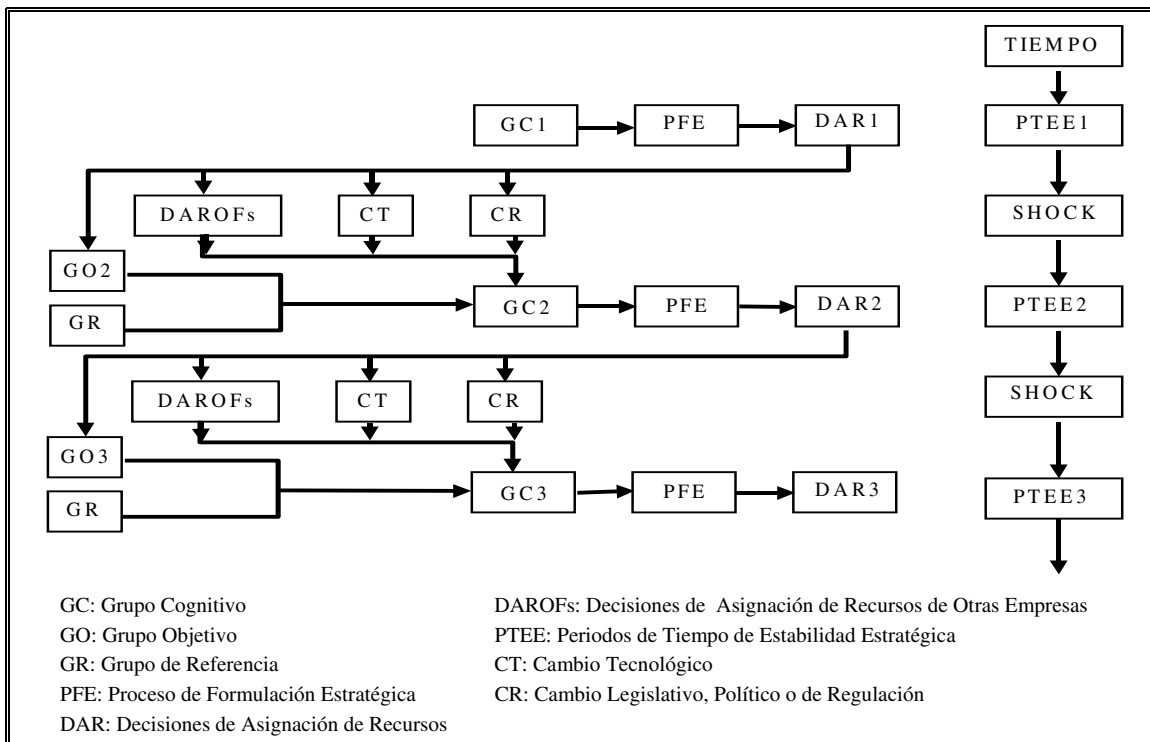 TIEMPO
GC1 PFE DAR1 PTEE1
DAROFs CT CR SHOCK
GO2
GC2 PFE DAR2 PTEE2
GR
DAROFs CT CR SHOCK
GO3
GC3 PFE DAR3 PTEE3
GR
GC: Grupo Cognitivo DAROFs: Decisiones de Asignación de Recursos de Otras Empresas
GO: Grupo Objetivo PTEE: Periodos de Tiempo de Estabilidad Estratégica
GR: Grupo de Referencia CT: Cambio Tecnológico
PFE: Proceso de Formulación Estratégica CR: Cambio Legislativo, Político o de Regulación
DAR: Decisiones de Asignación de Recursos